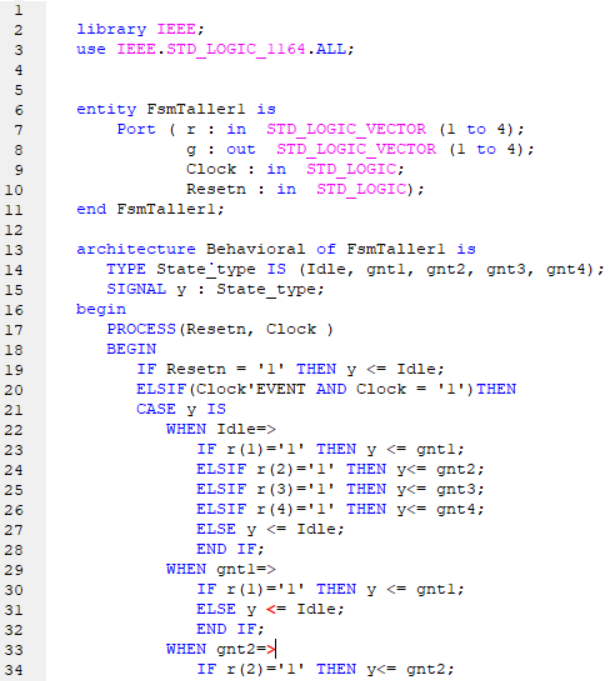 1
2 library IEEE;
3 use IEEE.STD_LOGIC_1164.ALL;
4
5
6 entity FsmTaller1 is
7 Port ( r : in STD_LOGIC_VECTOR (1 to 4);
8 g : out STD_LOGIC_VECTOR (1 to 4);
9 Clock : in STD_LOGIC;
10 Resetn : in STD_LOGIC);
11 end FsmTaller1;
12
13 architecture Behavioral of FsmTaller1 is
14 TYPE State_type IS (Idle, gnt1, gnt2, gnt3, gnt4);
15 SIGNAL y : State_type;
16 begin
17 PROCESS(Resetn, Clock )
18 BEGIN
19 IF Resetn = '1' THEN y <= Idle;
20 ELSIF(Clock'EVENT AND Clock = '1')THEN
21 CASE y IS
22 WHEN Idle=>
23 IF r(1)='1' THEN y <= gnt1;
24 ELSIF r(2)='1' THEN y<= gnt2;
25 ELSIF r(3)='1' THEN y<= gnt3;
26 ELSIF r(4)='1' THEN y<= gnt4;
27 ELSE y <= Idle;
28 END IF;
29 WHEN gnt1=>
30 IF r(1)='1' THEN y <= gnt1;
31 ELSE y <= Idle;
32 END IF;
33 WHEN gnt2=>
34 IF r(2)='1' THEN y<= gnt2;